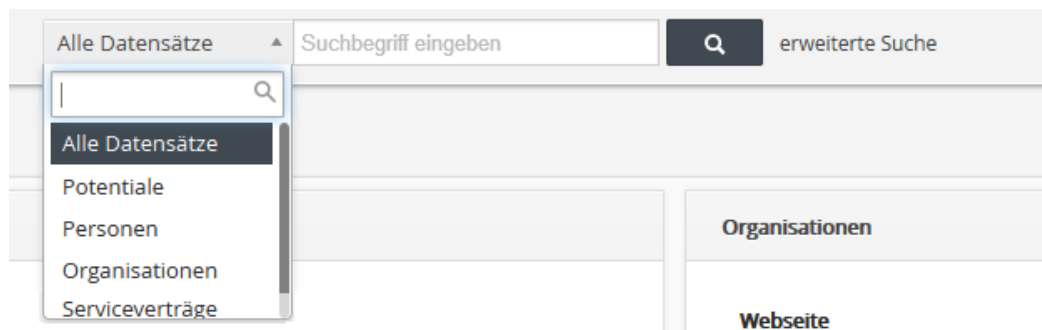 Alle Datensätze Suchbegriff eingeben erweiterte Suche
Alle Datensätze
Potentiale
Personen
Organisationen
Serviceverträge
Organisationen
Webseite